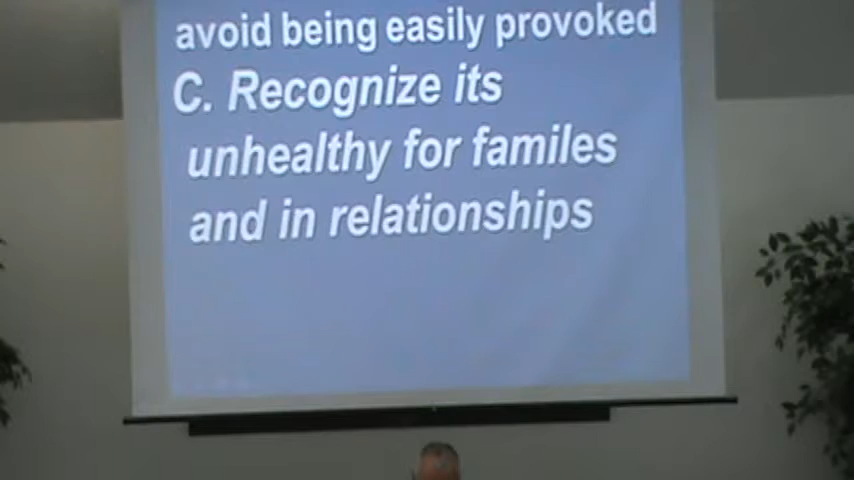 avoid being easily provoked
C. Recognize its
unhealthy for familes
and in relationships